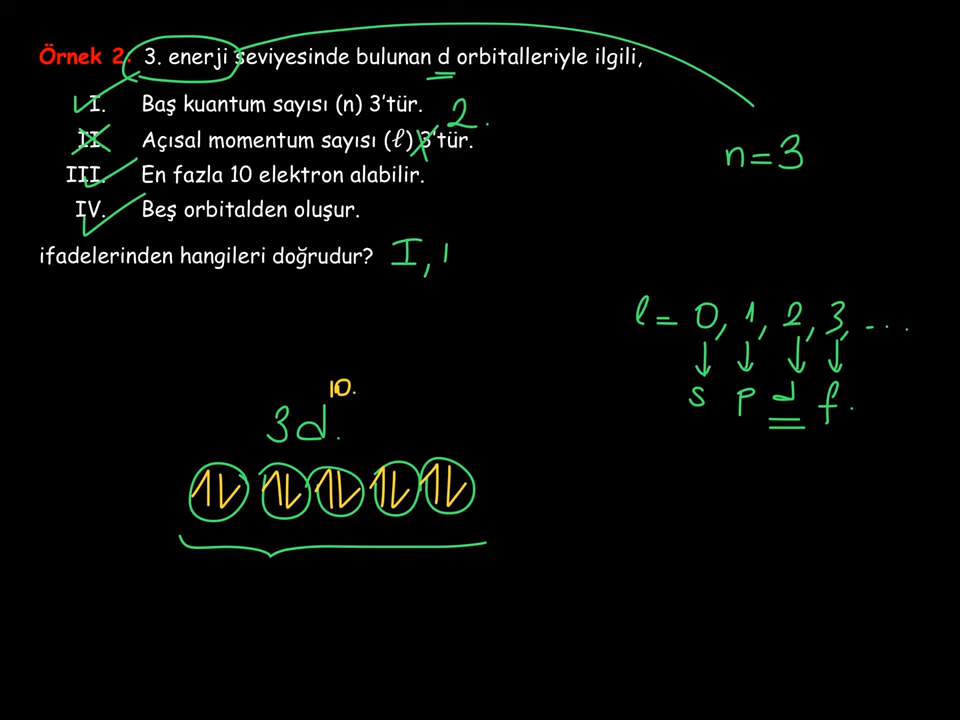 Örnek 2: 3. enerji seviyesinde bulunan d orbitalleriyle ilgili,
I. Baş kuantum sayısı (n) 3'tür.
2.
II. Açısal momentum sayısı (ℓ) 3'tür.
n=3
III. En fazla 10 elektron alabilir.
IV. Beş orbitalden oluşur.
ifadelerinden hangileri doğrudur? I, I
l= 0, 1, 2, 3, ...
s p d f.
10.
3d.